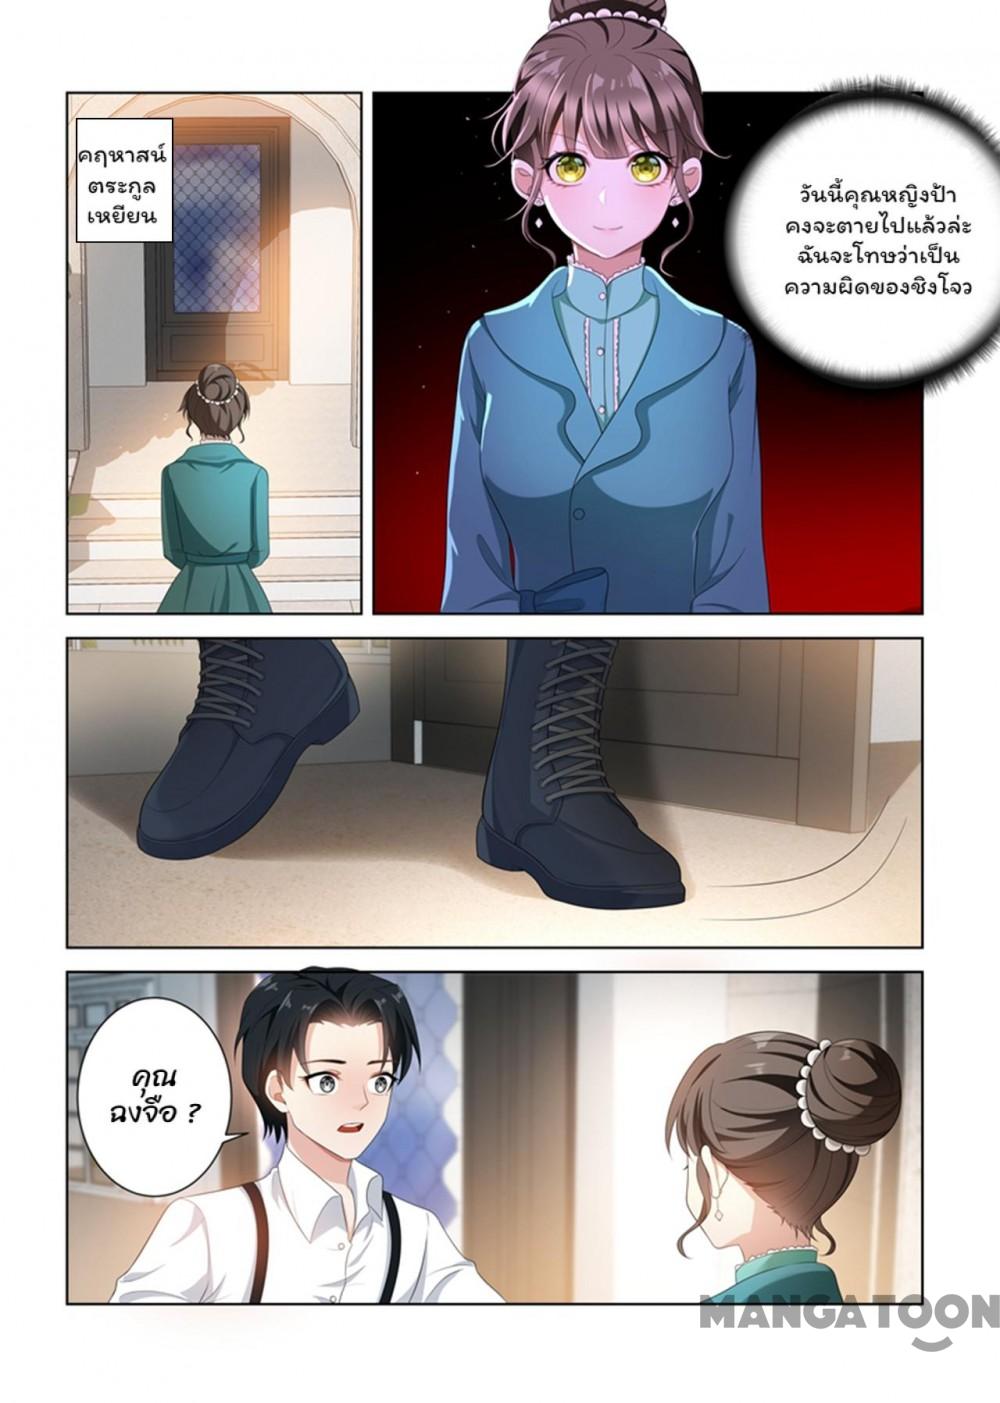 คฤหาสน์
ตระกูล
เหยียน
วันนี้คุณหญิงป้า
คงจะตายไปแล้วล่ะ
ฉันจะโทษว่าเป็น
ความผิดของชิงโจว
คุณ
ฉงจือ ?
MANGATOON